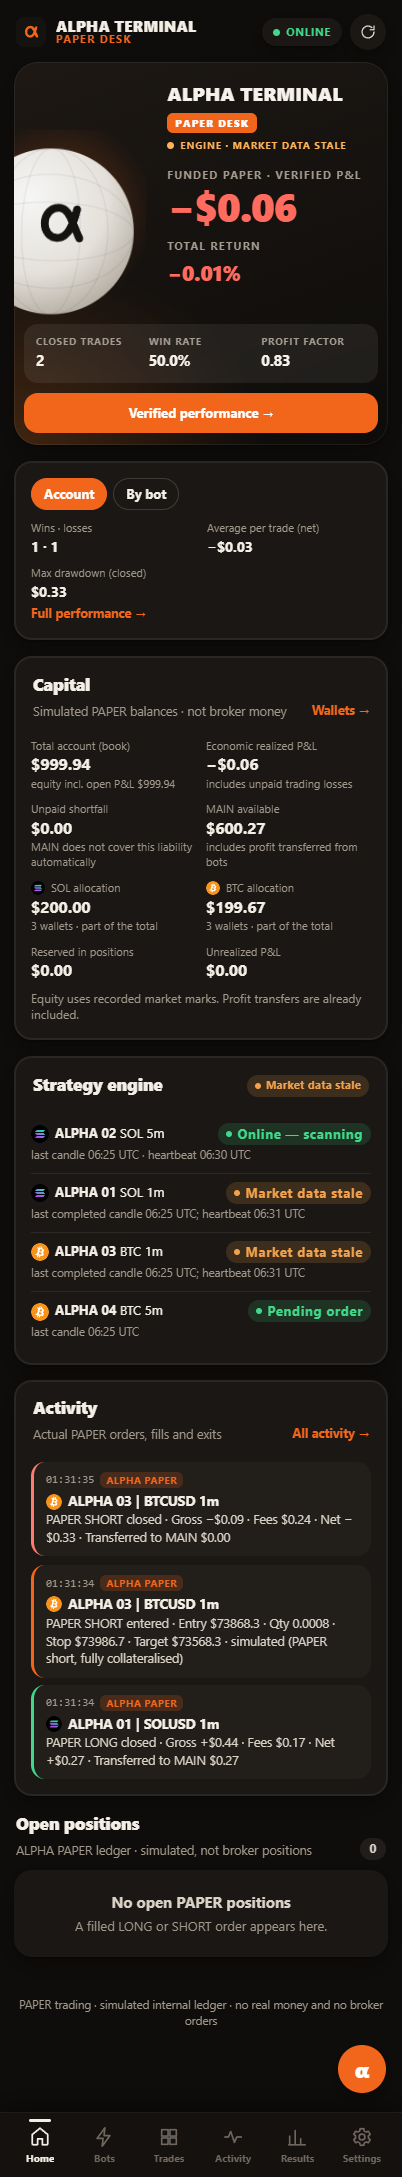 α ALPHA TERMINAL
PAPER DESK
ONLINE
ALPHA TERMINAL
PAPER DESK
ENGINE · MARKET DATA STALE
FUNDED PAPER · VERIFIED P&L
−$0.06
TOTAL RETURN
−0.01%
α
CLOSED TRADES WIN RATE PROFIT FACTOR
2 50.0% 0.83
Verified performance →
Account By bot
Wins · losses Average per trade (net)
1 · 1 −$0.03
Max drawdown (closed)
$0.33
Full performance →
Capital
Simulated PAPER balances · not broker money Wallets →
Total account (book) Economic realized P&L
$999.94 −$0.06
equity incl. open P&L $999.94 includes unpaid trading losses
Unpaid shortfall MAIN available
$0.00 $600.27
MAIN does not cover this liability includes profit transferred from
automatically bots
SOL allocation BTC allocation
$200.00 $199.67
3 wallets · part of the total 3 wallets · part of the total
Reserved in positions Unrealized P&L
$0.00 $0.00
Equity uses recorded market marks. Profit transfers are already
included.
Strategy engine Market data stale
ALPHA 02 SOL 5m Online — scanning
last candle 06:25 UTC · heartbeat 06:30 UTC
ALPHA 01 SOL 1m Market data stale
last completed candle 06:25 UTC; heartbeat 06:31 UTC
ALPHA 03 BTC 1m Market data stale
last completed candle 06:25 UTC; heartbeat 06:31 UTC
ALPHA 04 BTC 5m Pending order
last candle 06:25 UTC
Activity
Actual PAPER orders, fills and exits All activity →
01:31:35 ALPHA PAPER
ALPHA 03 | BTCUSD 1m
PAPER SHORT closed · Gross −$0.09 · Fees $0.24 · Net −
$0.33 · Transferred to MAIN $0.00
01:31:34 ALPHA PAPER
ALPHA 03 | BTCUSD 1m
PAPER SHORT entered · Entry $73868.3 · Qty 0.0008 ·
Stop $73986.7 · Target $73568.3 · simulated (PAPER
short, fully collateralised)
01:31:34 ALPHA PAPER
ALPHA 01 | SOLUSD 1m
PAPER LONG closed · Gross +$0.44 · Fees $0.17 · Net
+$0.27 · Transferred to MAIN $0.27
Open positions
ALPHA PAPER ledger · simulated, not broker positions 0
No open PAPER positions
A filled LONG or SHORT order appears here.
PAPER trading · simulated internal ledger · no real money and no broker
orders
α
Home Bots Trades Activity Results Settings